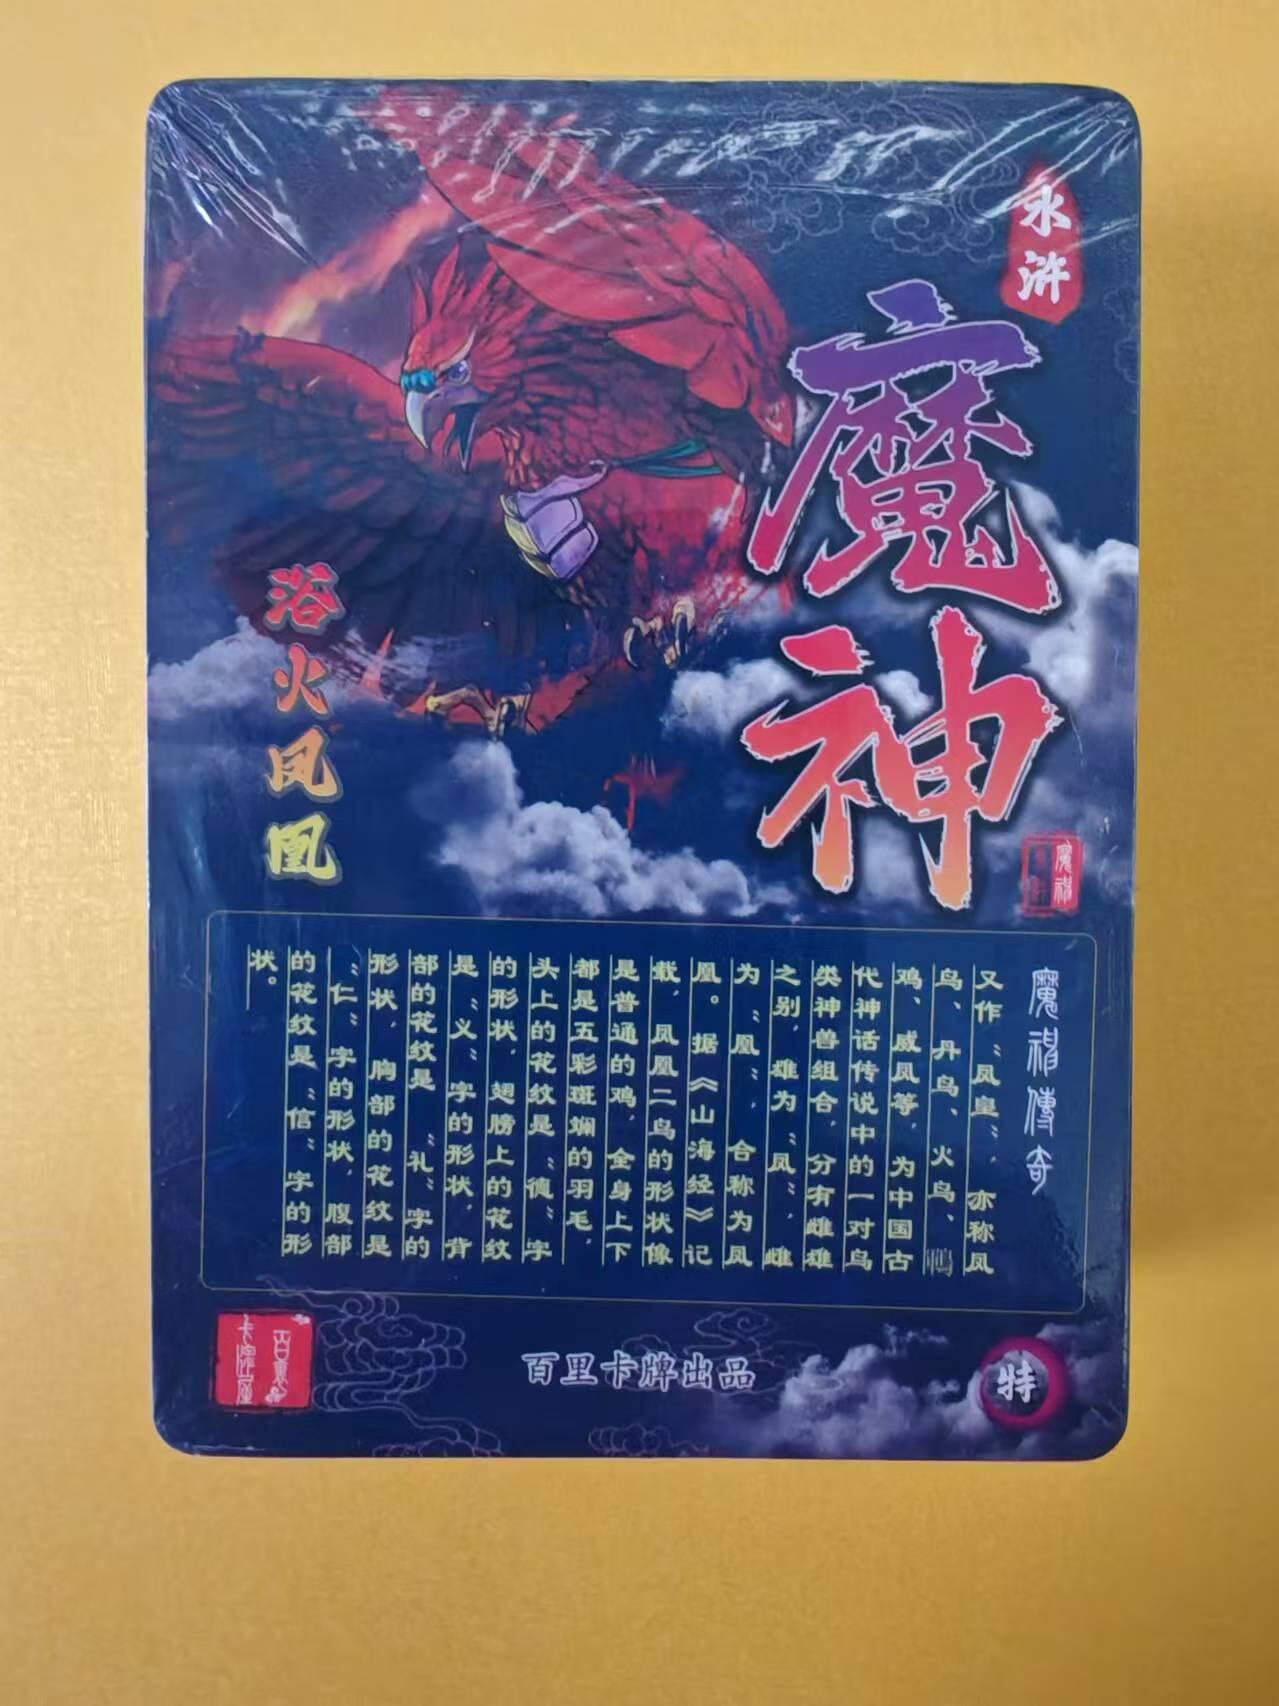 水浒
魔神
魔神
浴火凤凰
魔神傳奇
又作“凤皇”，亦称凤
鸟、丹鸟、火鸟、
鸡、威凤等，为中国古
代神话传说中的一对鸟
类神兽组合，分有雌雄
之别，雄为“凤”，雌
为“凰”，合称为凤
凰。据《山海经》记
载，凤凰二鸟的形状像
是普通的鸡，全身上下
都是五彩斑斓的羽毛，
头上的花纹是“德”字
的形状，翅膀上的花纹
是“义”字的形状，背
部的花纹是“礼”字的
形状，胸部的花纹是
“仁”字的形状，腹部
的花纹是“信”字的形
状。
百里卡牌出品
特